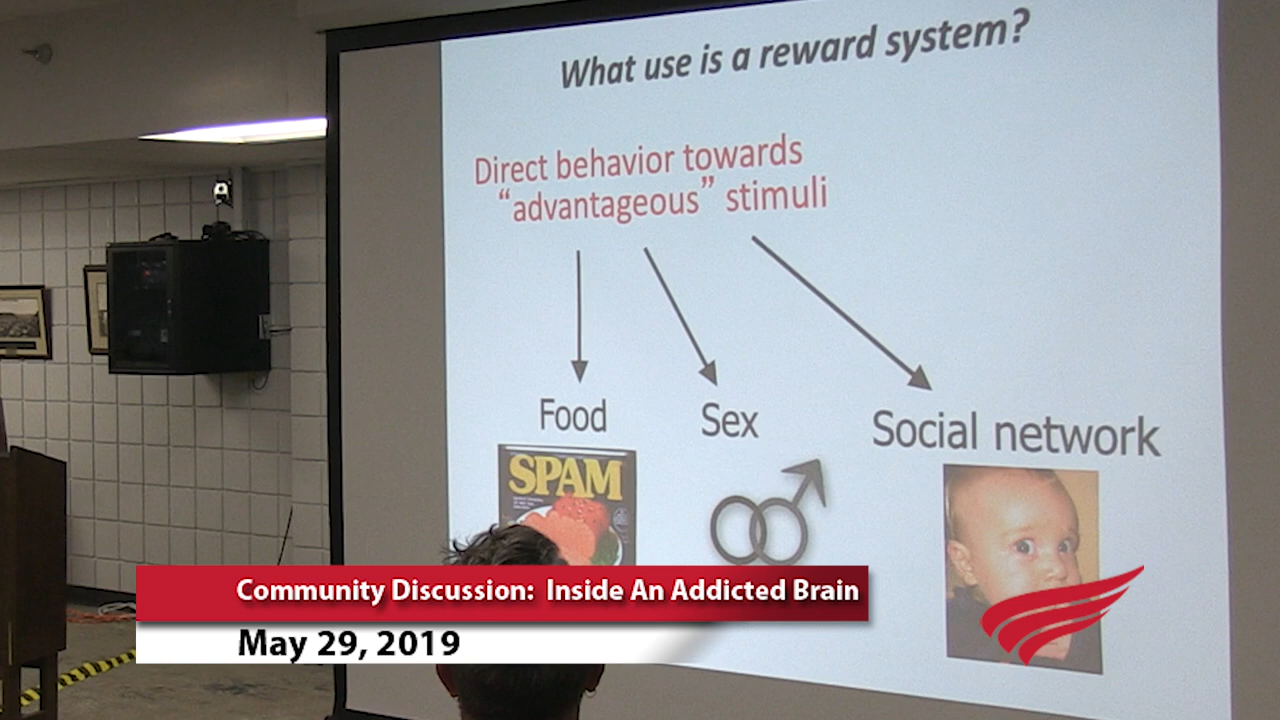 What use is a reward system?
Direct behavior towards
“advantageous” stimuli
Food
Sex
Social network
SPAM
Community Discussion: Inside An Addicted Brain
May 29, 2019